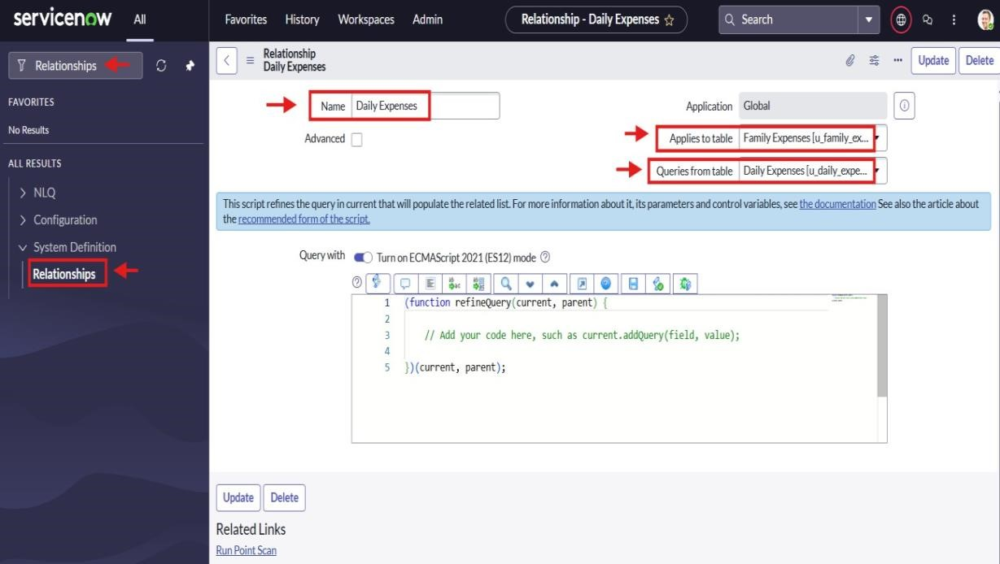 servicenow All Favorites History Workspaces Admin Relationship - Daily Expenses Search
Relationships
FAVORITES
No Results
ALL RESULTS
NLQ
Configuration
System Definition
Relationships
Relationship
Daily Expenses
Update Delete
Name Daily Expenses
Application Global
Advanced
Applies to table Family Expenses [u_family_ex...
Queries from table Daily Expenses [u_daily_expe...
This script refines the query in current that will populate the related list. For more information about it, its parameters and control variables, see the documentation See also the article about
the recommended form of the script.
Query with Turn on ECMAScript 2021 (ES12) mode
1 (function refineQuery(current, parent) {
2
3 // Add your code here, such as current.addQuery(field, value);
4
5 })(current, parent);
Update Delete
Related Links
Run Point Scan